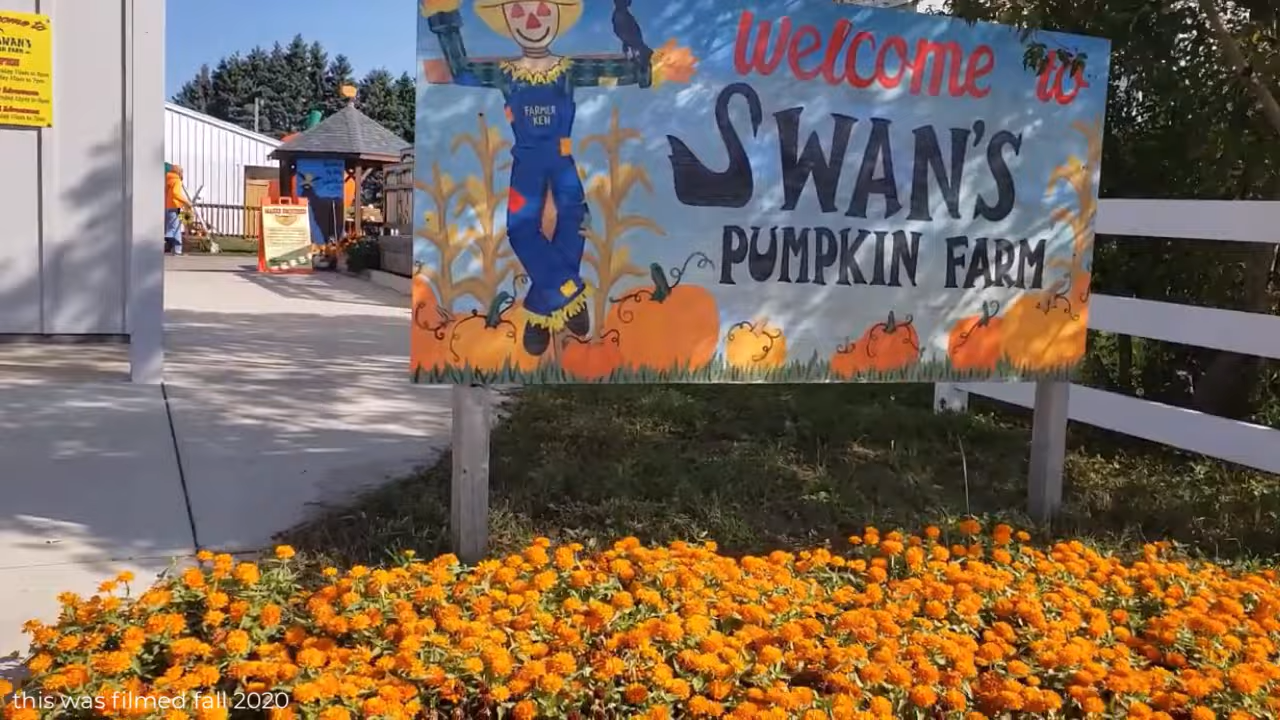 Welcome to
SWAN'S
PUMPKIN FARM
FARMER
KEN
SWAN'S
this was filmed fall 2020